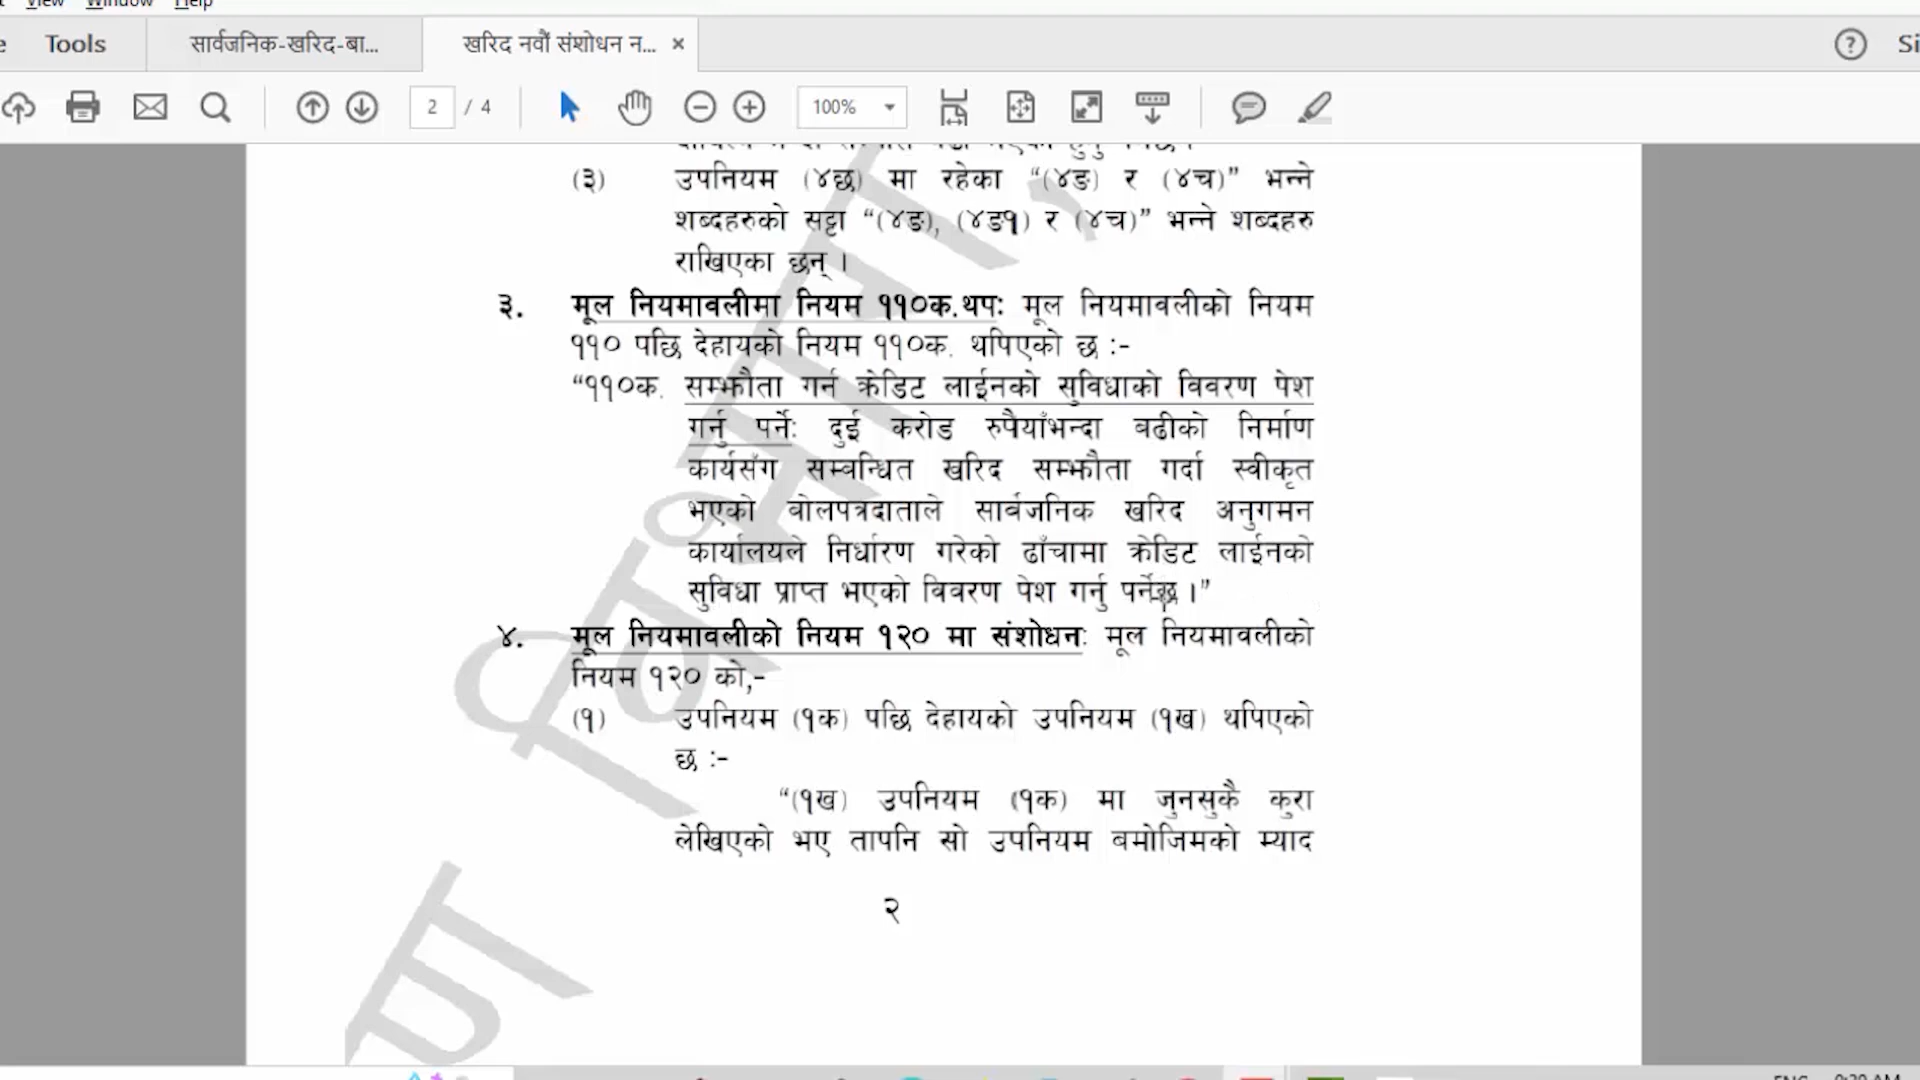 View Window Help
Tools सार्वजनिक-खरिद-बा... खरिद नवौं संशोधन न... ×
2 / 4 100%
(३) उपनियम (४छ) मा रहेका “(४ङ) र (४च)” भन्ने
शब्दहरुको सट्टा “(४ङ), (४ङ१) र (४च)” भन्ने शब्दहरु
राखिएका छन् ।
३. मूल नियमावलीमा नियम ११०क.थपः मूल नियमावलीको नियम
११० पछि देहायको नियम ११०क. थपिएको छ :-
“११०क. सम्झौता गर्न क्रेडिट लाईनको सुविधाको विवरण पेश
गर्नु पर्नेः दुई करोड रुपैयाँभन्दा बढीको निर्माण
कार्यसँग सम्बन्धित खरिद सम्झौता गर्दा स्वीकृत
भएको बोलपत्रदाताले सार्वजनिक खरिद अनुगमन
कार्यालयले निर्धारण गरेको ढाँचामा क्रेडिट लाईनको
सुविधा प्राप्त भएको विवरण पेश गर्नु पर्नेछ ।”
४. मूल नियमावलीको नियम १२० मा संशोधनः मूल नियमावलीको
नियम १२० को,-
(१) उपनियम (१क) पछि देहायको उपनियम (१ख) थपिएको
छ :-
“(१ख) उपनियम (१क) मा जुनसुकै कुरा
लेखिएको भए तापनि सो उपनियम बमोजिमको म्याद
२